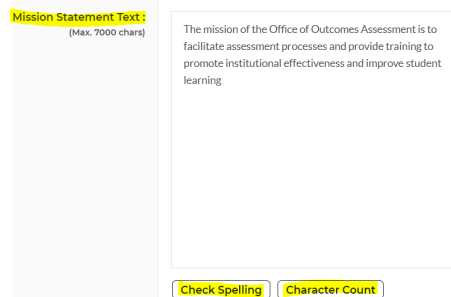 Mission Statement Text :
(Max. 7000 chars)
The mission of the Office of Outcomes Assessment is to
facilitate assessment processes and provide training to
promote institutional effectiveness and improve student
learning
Check Spelling
Character Count